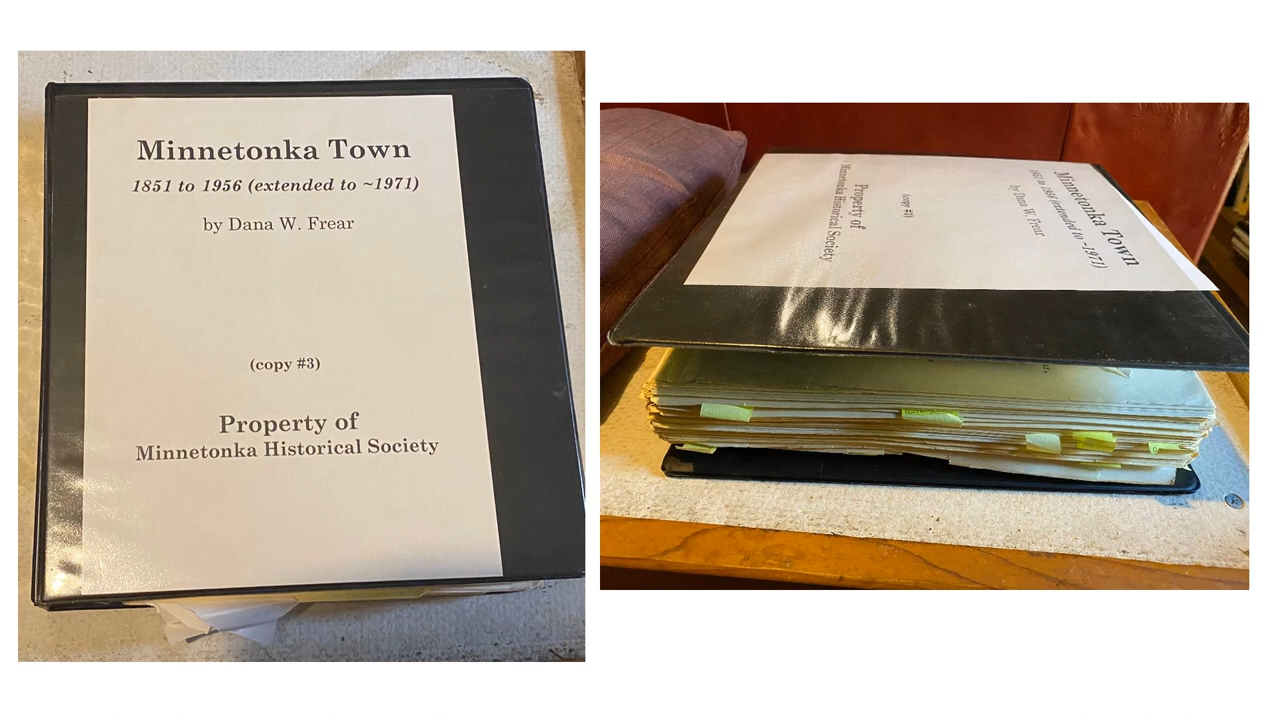 Minnetonka Town
1851 to 1956 (extended to ~1971)
by Dana W. Frear
(copy #3)
Property of
Minnetonka Historical Society
Minnetonka Town
1851 to 1956 (extended to ~1971)
by Dana W. Frear
(copy #3)
Property of
Minnetonka Historical Society